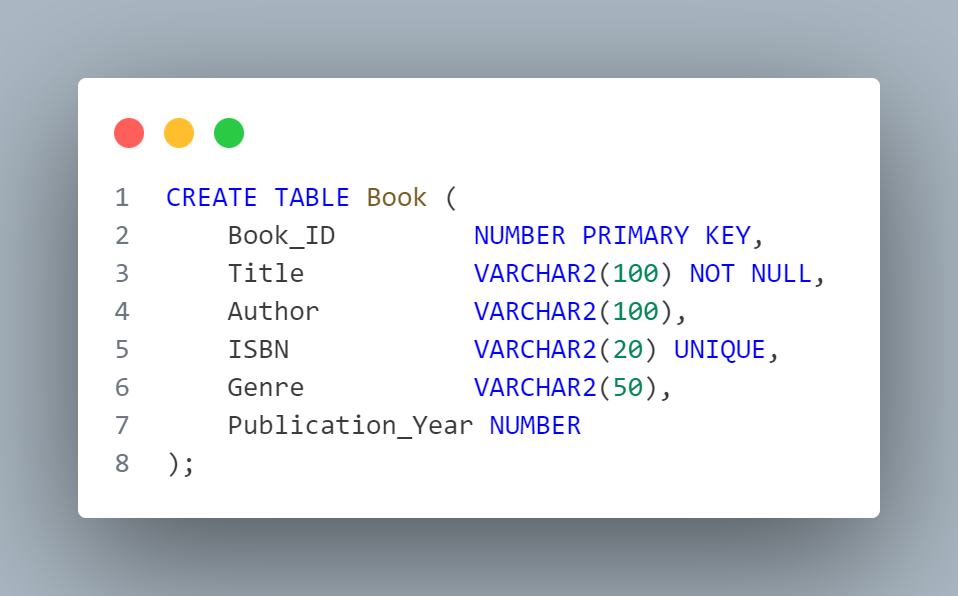 1 CREATE TABLE Book (
2     Book_ID         NUMBER PRIMARY KEY,
3     Title           VARCHAR2(100) NOT NULL,
4     Author          VARCHAR2(100),
5     ISBN            VARCHAR2(20) UNIQUE,
6     Genre           VARCHAR2(50),
7     Publication_Year NUMBER
8 );